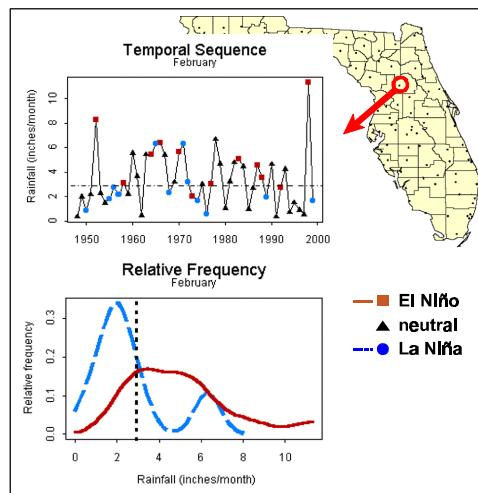 Temporal Sequence
February
Rainfall (inches/month)
10
8
6
4
2
0
1950 1960 1970 1980 1990 2000
Relative Frequency
February
Relative frequency
0.3
0.2
0.1
0.0
0 2 4 6 8 10
Rainfall (inches/month)
El Niño
neutral
La Niña